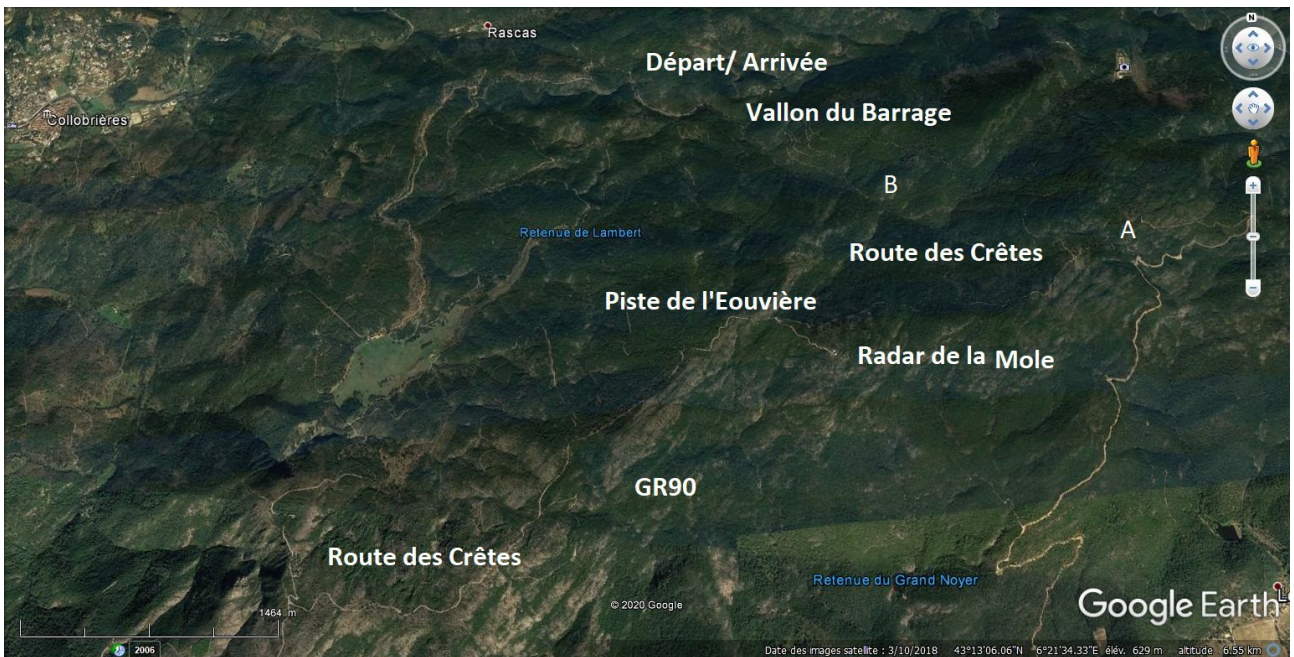 N
Rascas
Départ/ Arrivée
Collobrières
Vallon du Barrage
B
A
Retenue de Lambert
Route des Crêtes
Piste de l'Eouvière
Radar de la Mole
GR90
Route des Crêtes
Retenue du Grand Noyer
© 2020 Google
Google Earth
1464 m
2006
Date des images satellite : 3/10/2018 43°13'06.06"N 6°21'34.33"E élév. 629 m altitude 6.55 km